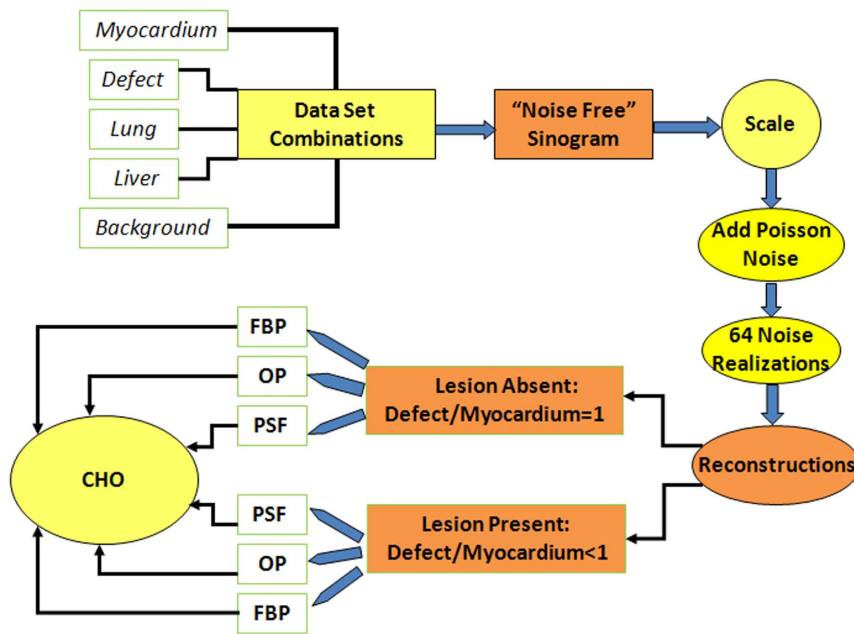 Myocardium
Defect
Lung
Liver
Background
Data Set
Combinations
“Noise Free”
Sinogram
Scale
Add Poisson
Noise
64 Noise
Realizations
Reconstructions
Lesion Absent:
Defect/Myocardium=1
Lesion Present:
Defect/Myocardium<1
FBP
OP
PSF
PSF
OP
FBP
CHO